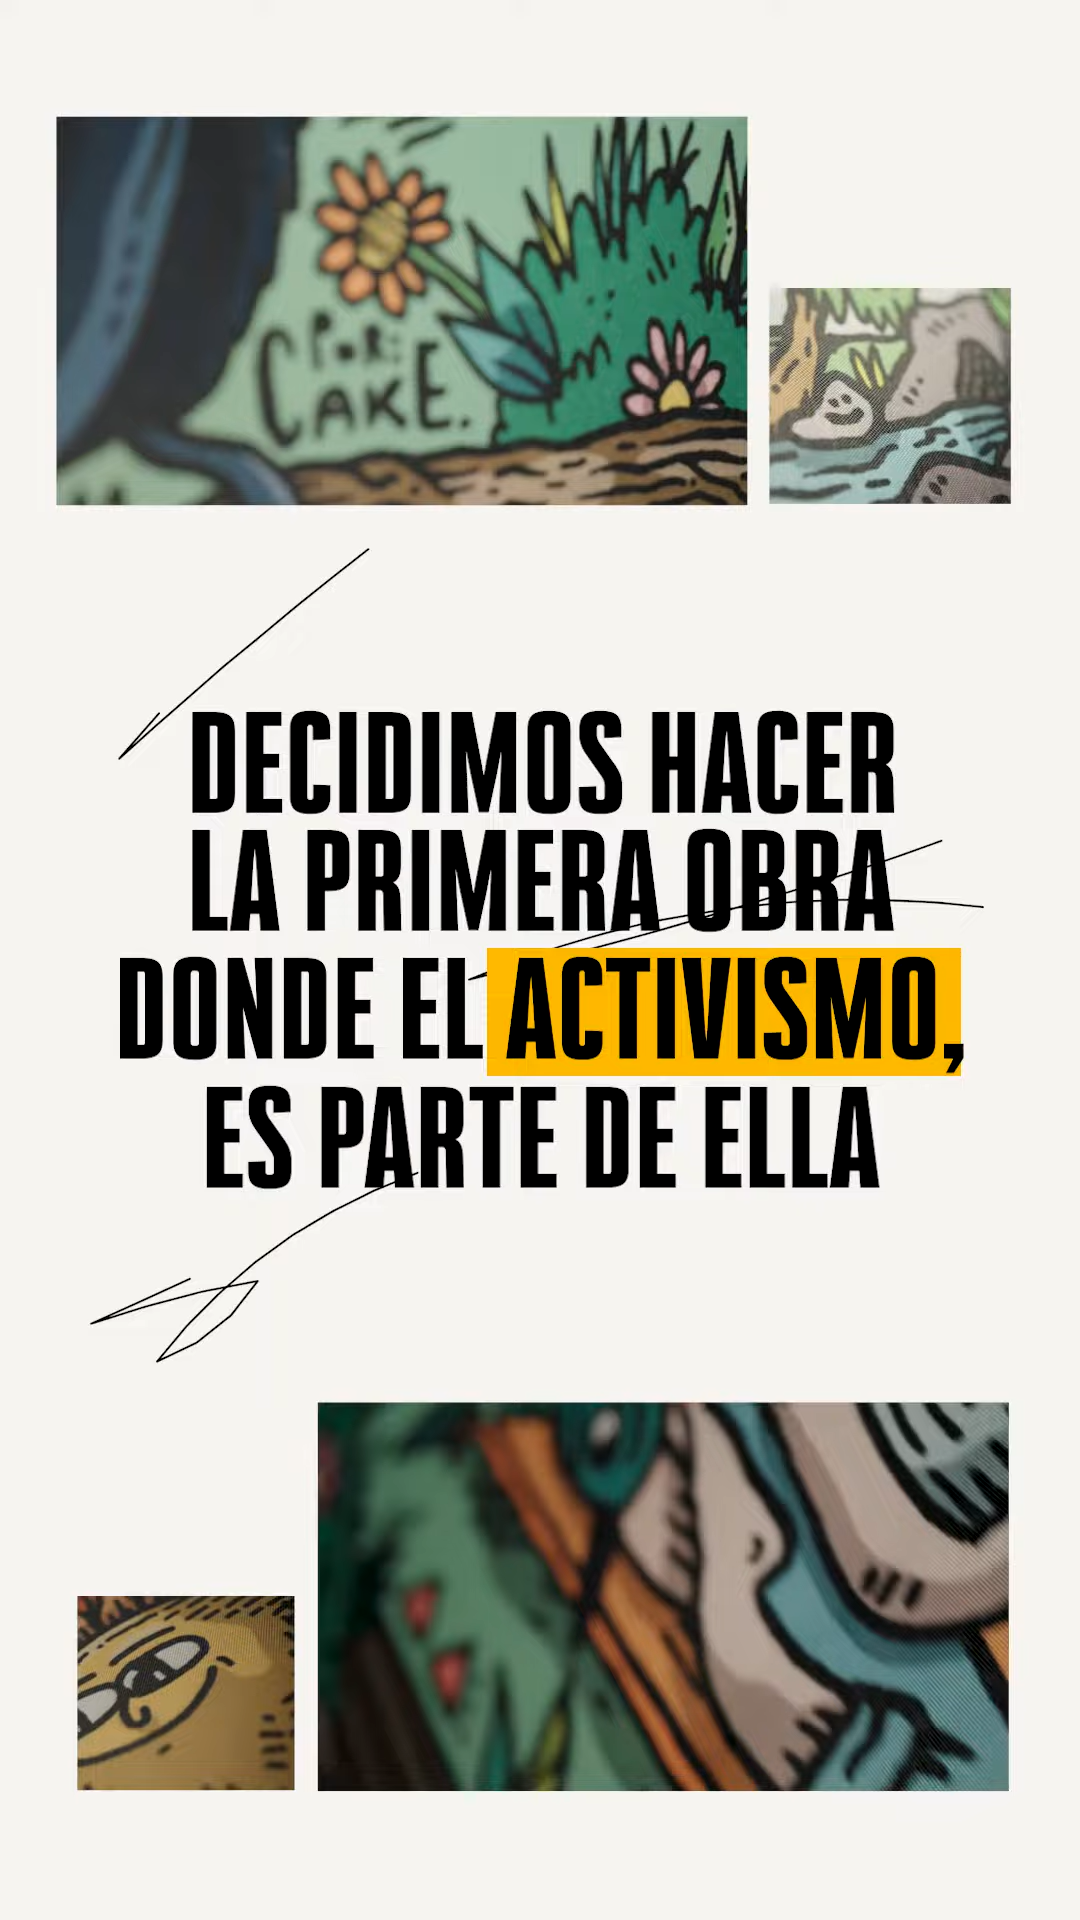 POR:
CAKE.
DECIDIMOS HACER
LA PRIMERA OBRA
DONDE EL ACTIVISMO,
ES PARTE DE ELLA